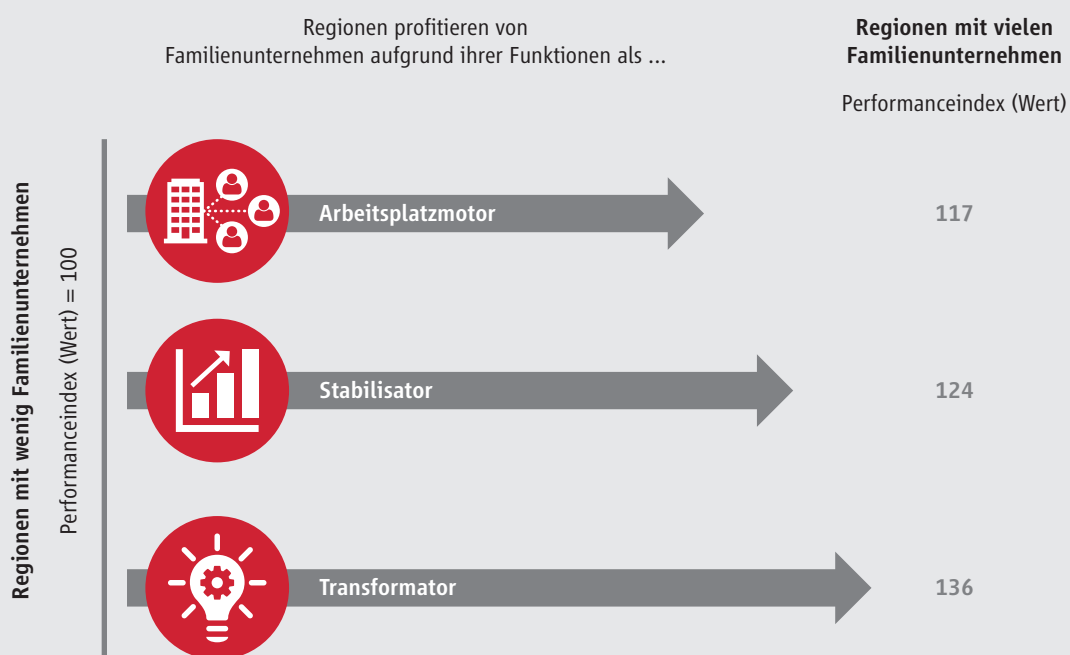 Regionen profitieren von
Familienunternehmen aufgrund ihrer Funktionen als ...
Regionen mit vielen
Familienunternehmen
Performanceindex (Wert)
Regionen mit wenig Familienunternehmen
Performanceindex (Wert) = 100
Arbeitsplatzmotor
117
Stabilisator
124
Transformator
136